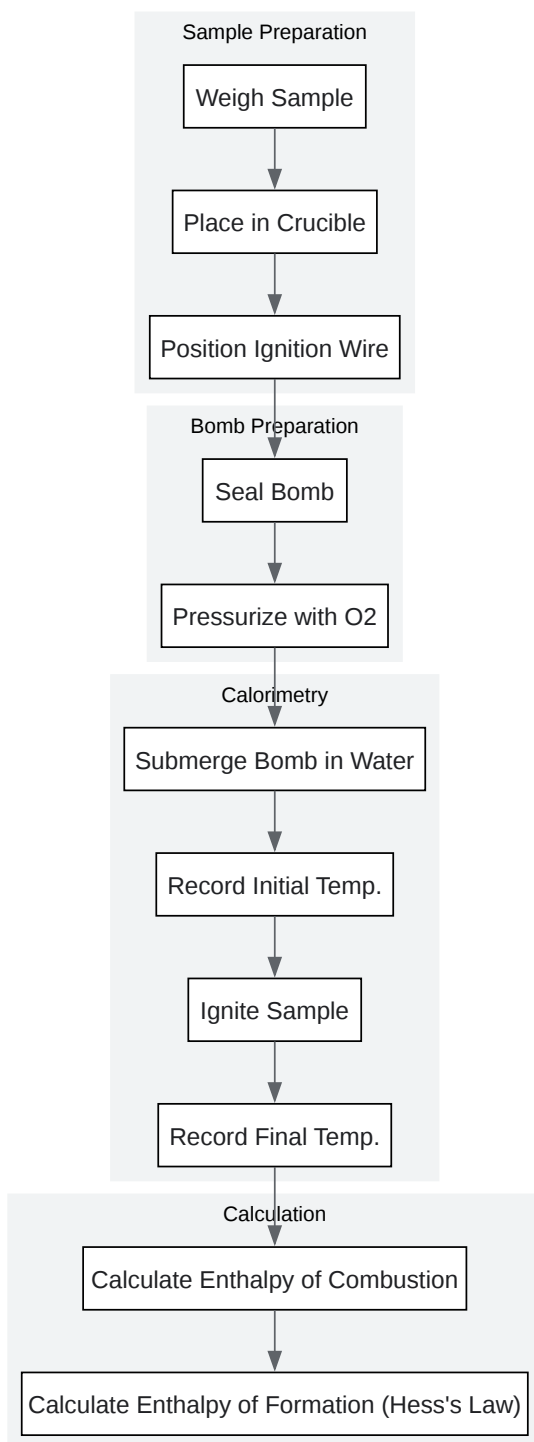 Sample Preparation
Weigh Sample
Place in Crucible
Position Ignition Wire
Bomb Preparation
Seal Bomb
Pressurize with O2
Calorimetry
Submerge Bomb in Water
Record Initial Temp.
Ignite Sample
Record Final Temp.
Calculation
Calculate Enthalpy of Combustion
Calculate Enthalpy of Formation (Hess's Law)